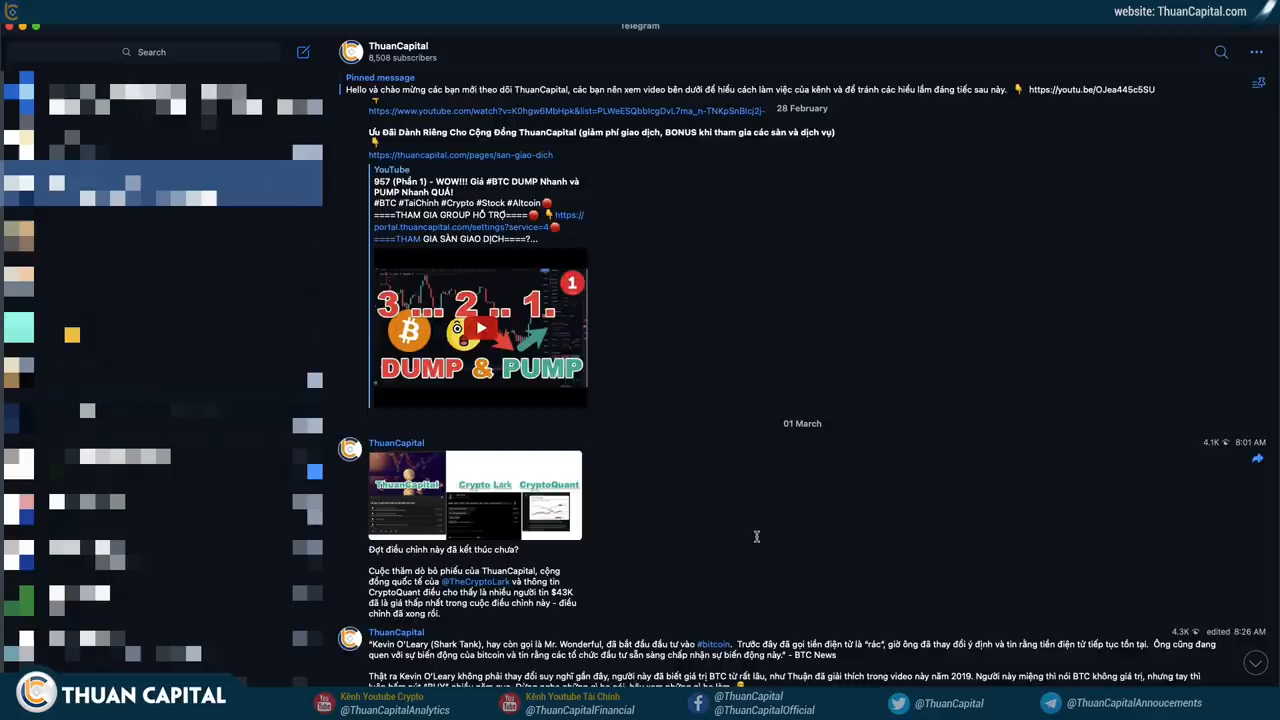 website: ThuanCapital.com
Telegram
Search
ThuanCapital
8,508 subscribers
Pinned message
Hello và chào mừng các bạn mới theo dõi ThuanCapital, các bạn nên xem video bên dưới để hiểu cách làm việc của kênh và để tránh các hiểu lầm đáng tiếc sau này. 👇 https://youtu.be/OJea445c5SU
https://www.youtube.com/watch?v=K0hgw6MbHpk&list=PLWeESQbbIcgDvL7ma_n-TNKpSnBIcj2j-
28 February
Ưu Đãi Dành Riêng Cho Cộng Đồng ThuanCapital (giảm phí giao dịch, BONUS khi tham gia các sàn và dịch vụ)
👇
https://thuancapital.com/pages/san-giao-dich
YouTube
957 (Phần 1) - WOW!!! Giá #BTC DUMP Nhanh và
PUMP Nhanh QUÁ!
#BTC #TaiChinh #Crypto #Stock #Altcoin🔴
====THAM GIA GROUP HỖ TRỢ====🔴 👇https://
portal.thuancapital.com/settings?service=4🔴
====THAM GIA SÀN GIAO DỊCH====?...
1
3 ... 2 .. 1.
DUMP & PUMP
01 March
ThuanCapital
4.1K 8:01 AM
ThuanCapital Crypto Lark CryptoQuant
Đợt điều chỉnh này đã kết thúc chưa?
Cuộc thăm dò bỏ phiếu của ThuanCapital, cộng
đồng quốc tế của @TheCryptoLark và thông tin
CryptoQuant điều cho thấy là nhiều người tin $43K
đã là giá thấp nhất trong cuộc điều chỉnh này - điều
chỉnh đã xong rồi.
ThuanCapital
4.3K edited 8:26 AM
"Kevin O'Leary (Shark Tank), hay còn gọi là Mr. Wonderful, đã bắt đầu đầu tư vào #bitcoin. Trước đây đã gọi tiền điện tử là "rác", giờ ông đã thay đổi ý định và tin rằng tiền điện tử tiếp tục tồn tại. Ông cũng đang
quen với sự biến động của bitcoin và tin rằng các tổ chức đầu tư sẵn sàng chấp nhận sự biến động này." - BTC News
Thật ra Kevin O'Leary không phải thay đổi suy nghĩ gần đây, người này đã biết giá trị BTC từ rất lâu, như Thuận đã giải thích trong video này năm 2019. Người này miệng thì nói BTC không giá trị, nhưng tay thì
THUAN CAPITAL
Kênh Youtube Crypto
@ThuanCapitalAnalytics
Kênh Youtube Tài Chính
@ThuanCapitalFinancial
@ThuanCapital
@ThuanCapitalOfficial
@ThuanCapital
@ThuanCapitalAnnoucements